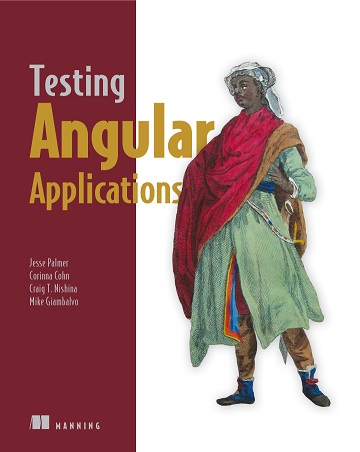 Testing
Angular
Applications
Jesse Palmer
Corinna Cohn
Craig T. Nishina
Mike Giambalvo
MANNING